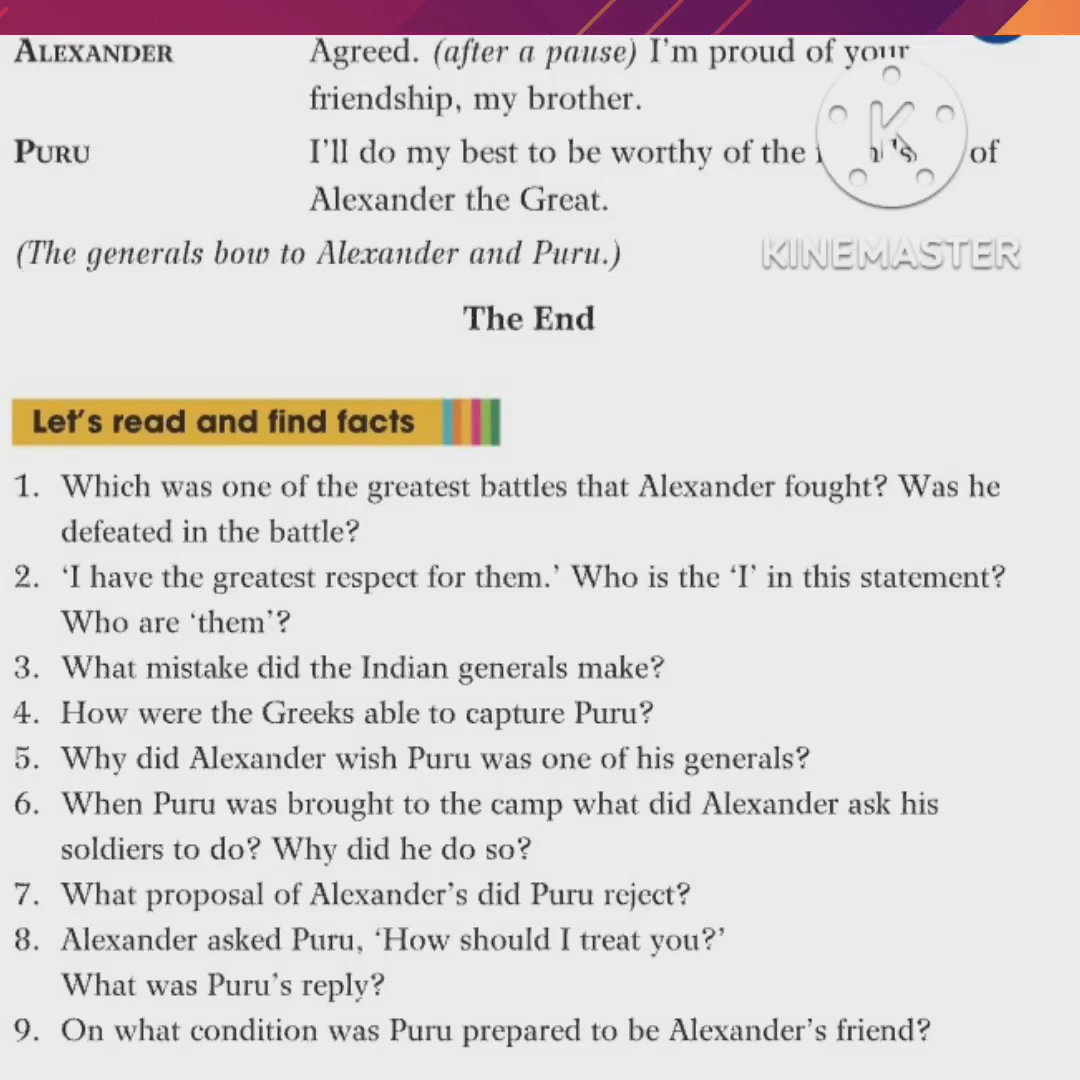 ALEXANDER Agreed. (after a pause) I'm proud of your
friendship, my brother.
PURU I'll do my best to be worthy of the of
Alexander the Great.
(The generals bow to Alexander and Puru.)
KINEMASTER
The End
Let's read and find facts
1. Which was one of the greatest battles that Alexander fought? Was he
defeated in the battle?
2. 'I have the greatest respect for them.' Who is the 'I' in this statement?
Who are 'them'?
3. What mistake did the Indian generals make?
4. How were the Greeks able to capture Puru?
5. Why did Alexander wish Puru was one of his generals?
6. When Puru was brought to the camp what did Alexander ask his
soldiers to do? Why did he do so?
7. What proposal of Alexander's did Puru reject?
8. Alexander asked Puru, 'How should I treat you?'
What was Puru's reply?
9. On what condition was Puru prepared to be Alexander's friend?